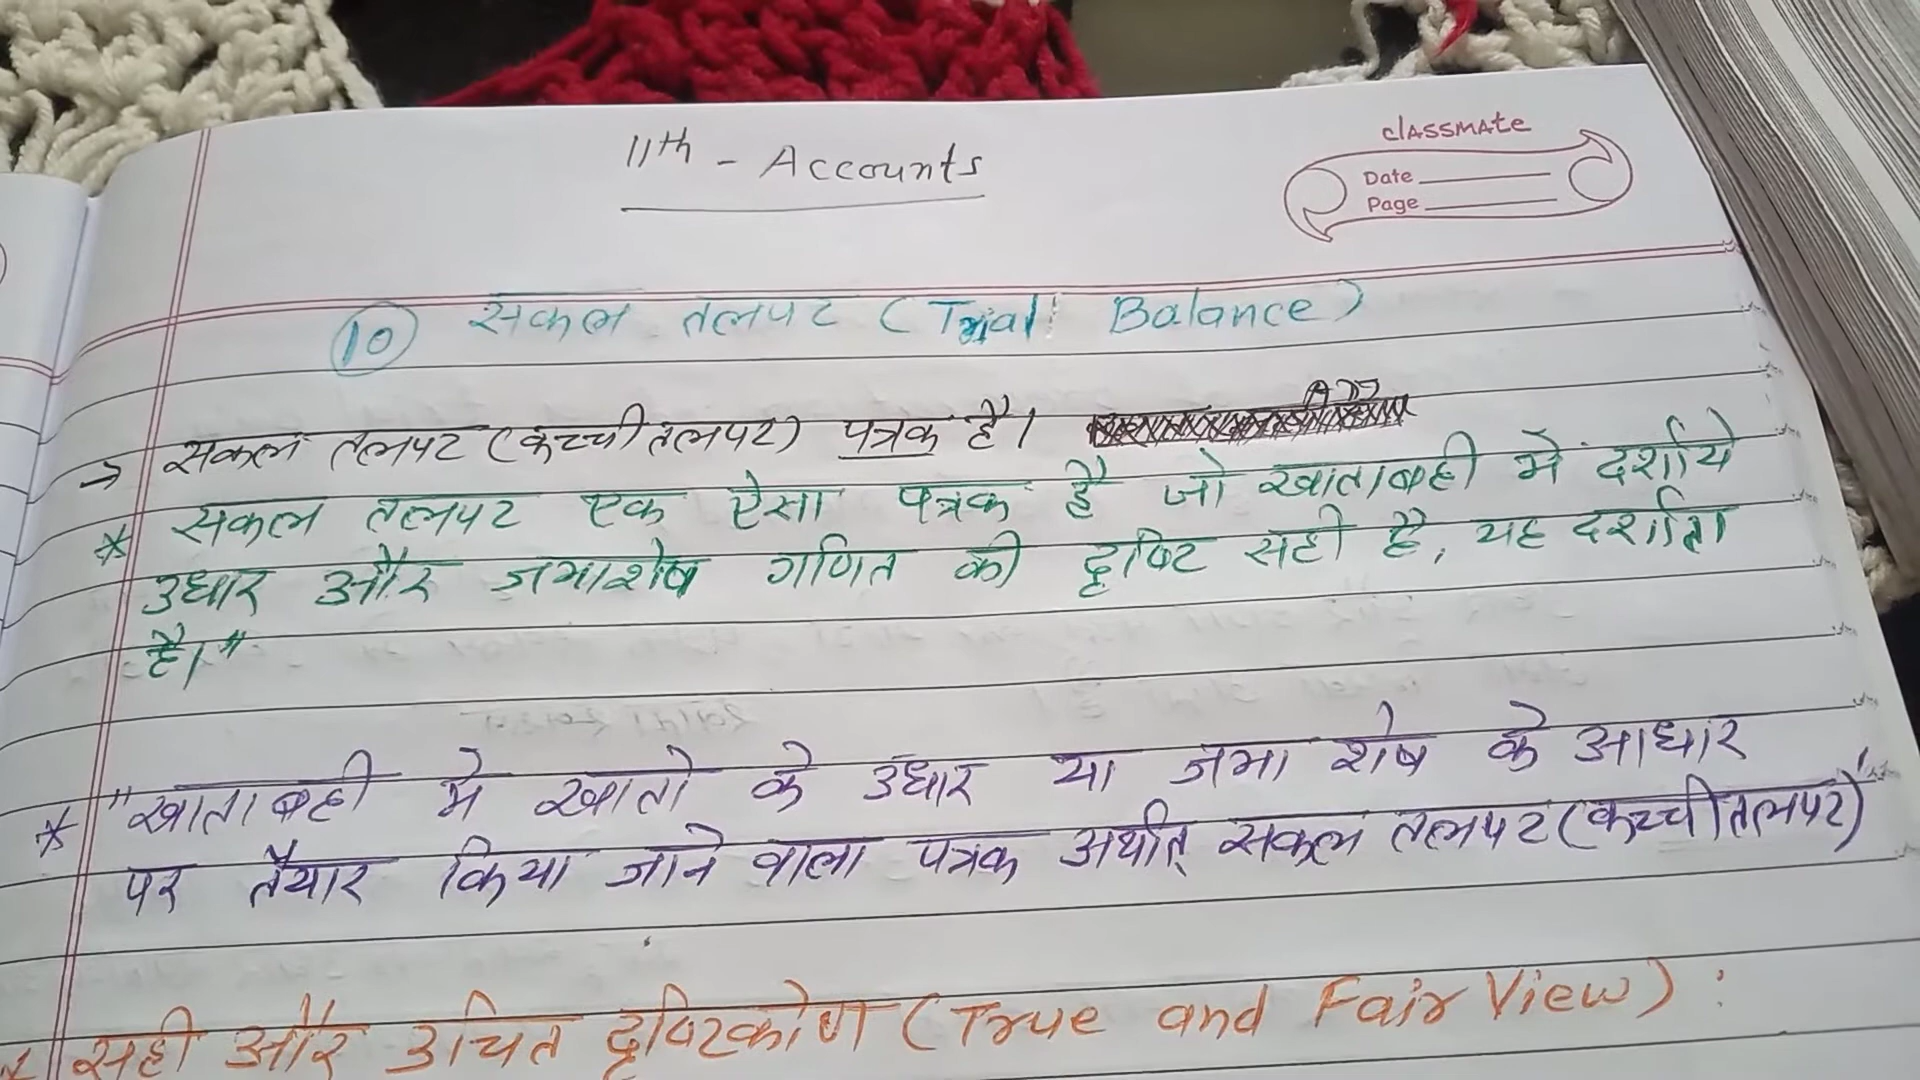 11th - Accounts
classmate
Date
Page
10 सकल तलपट (Trial Balance)
→ सकल तलपट (कच्ची तलपट) पत्रक है।
* सकल तलपट एक ऐसा पत्रक है जो खाताबही में दर्शाये
उधार और जमाशेष गणित की दृष्टि सही है, यह दर्शाता
है।"
* "खाताबही मे खातो के उधार या जमा शेष के आधार
पर तैयार किया जाने वाला पत्रक अर्थात् सकल तलपट (कच्ची तलपट)"
* सही और उचित दृष्टिकोण (True and Fair View) :